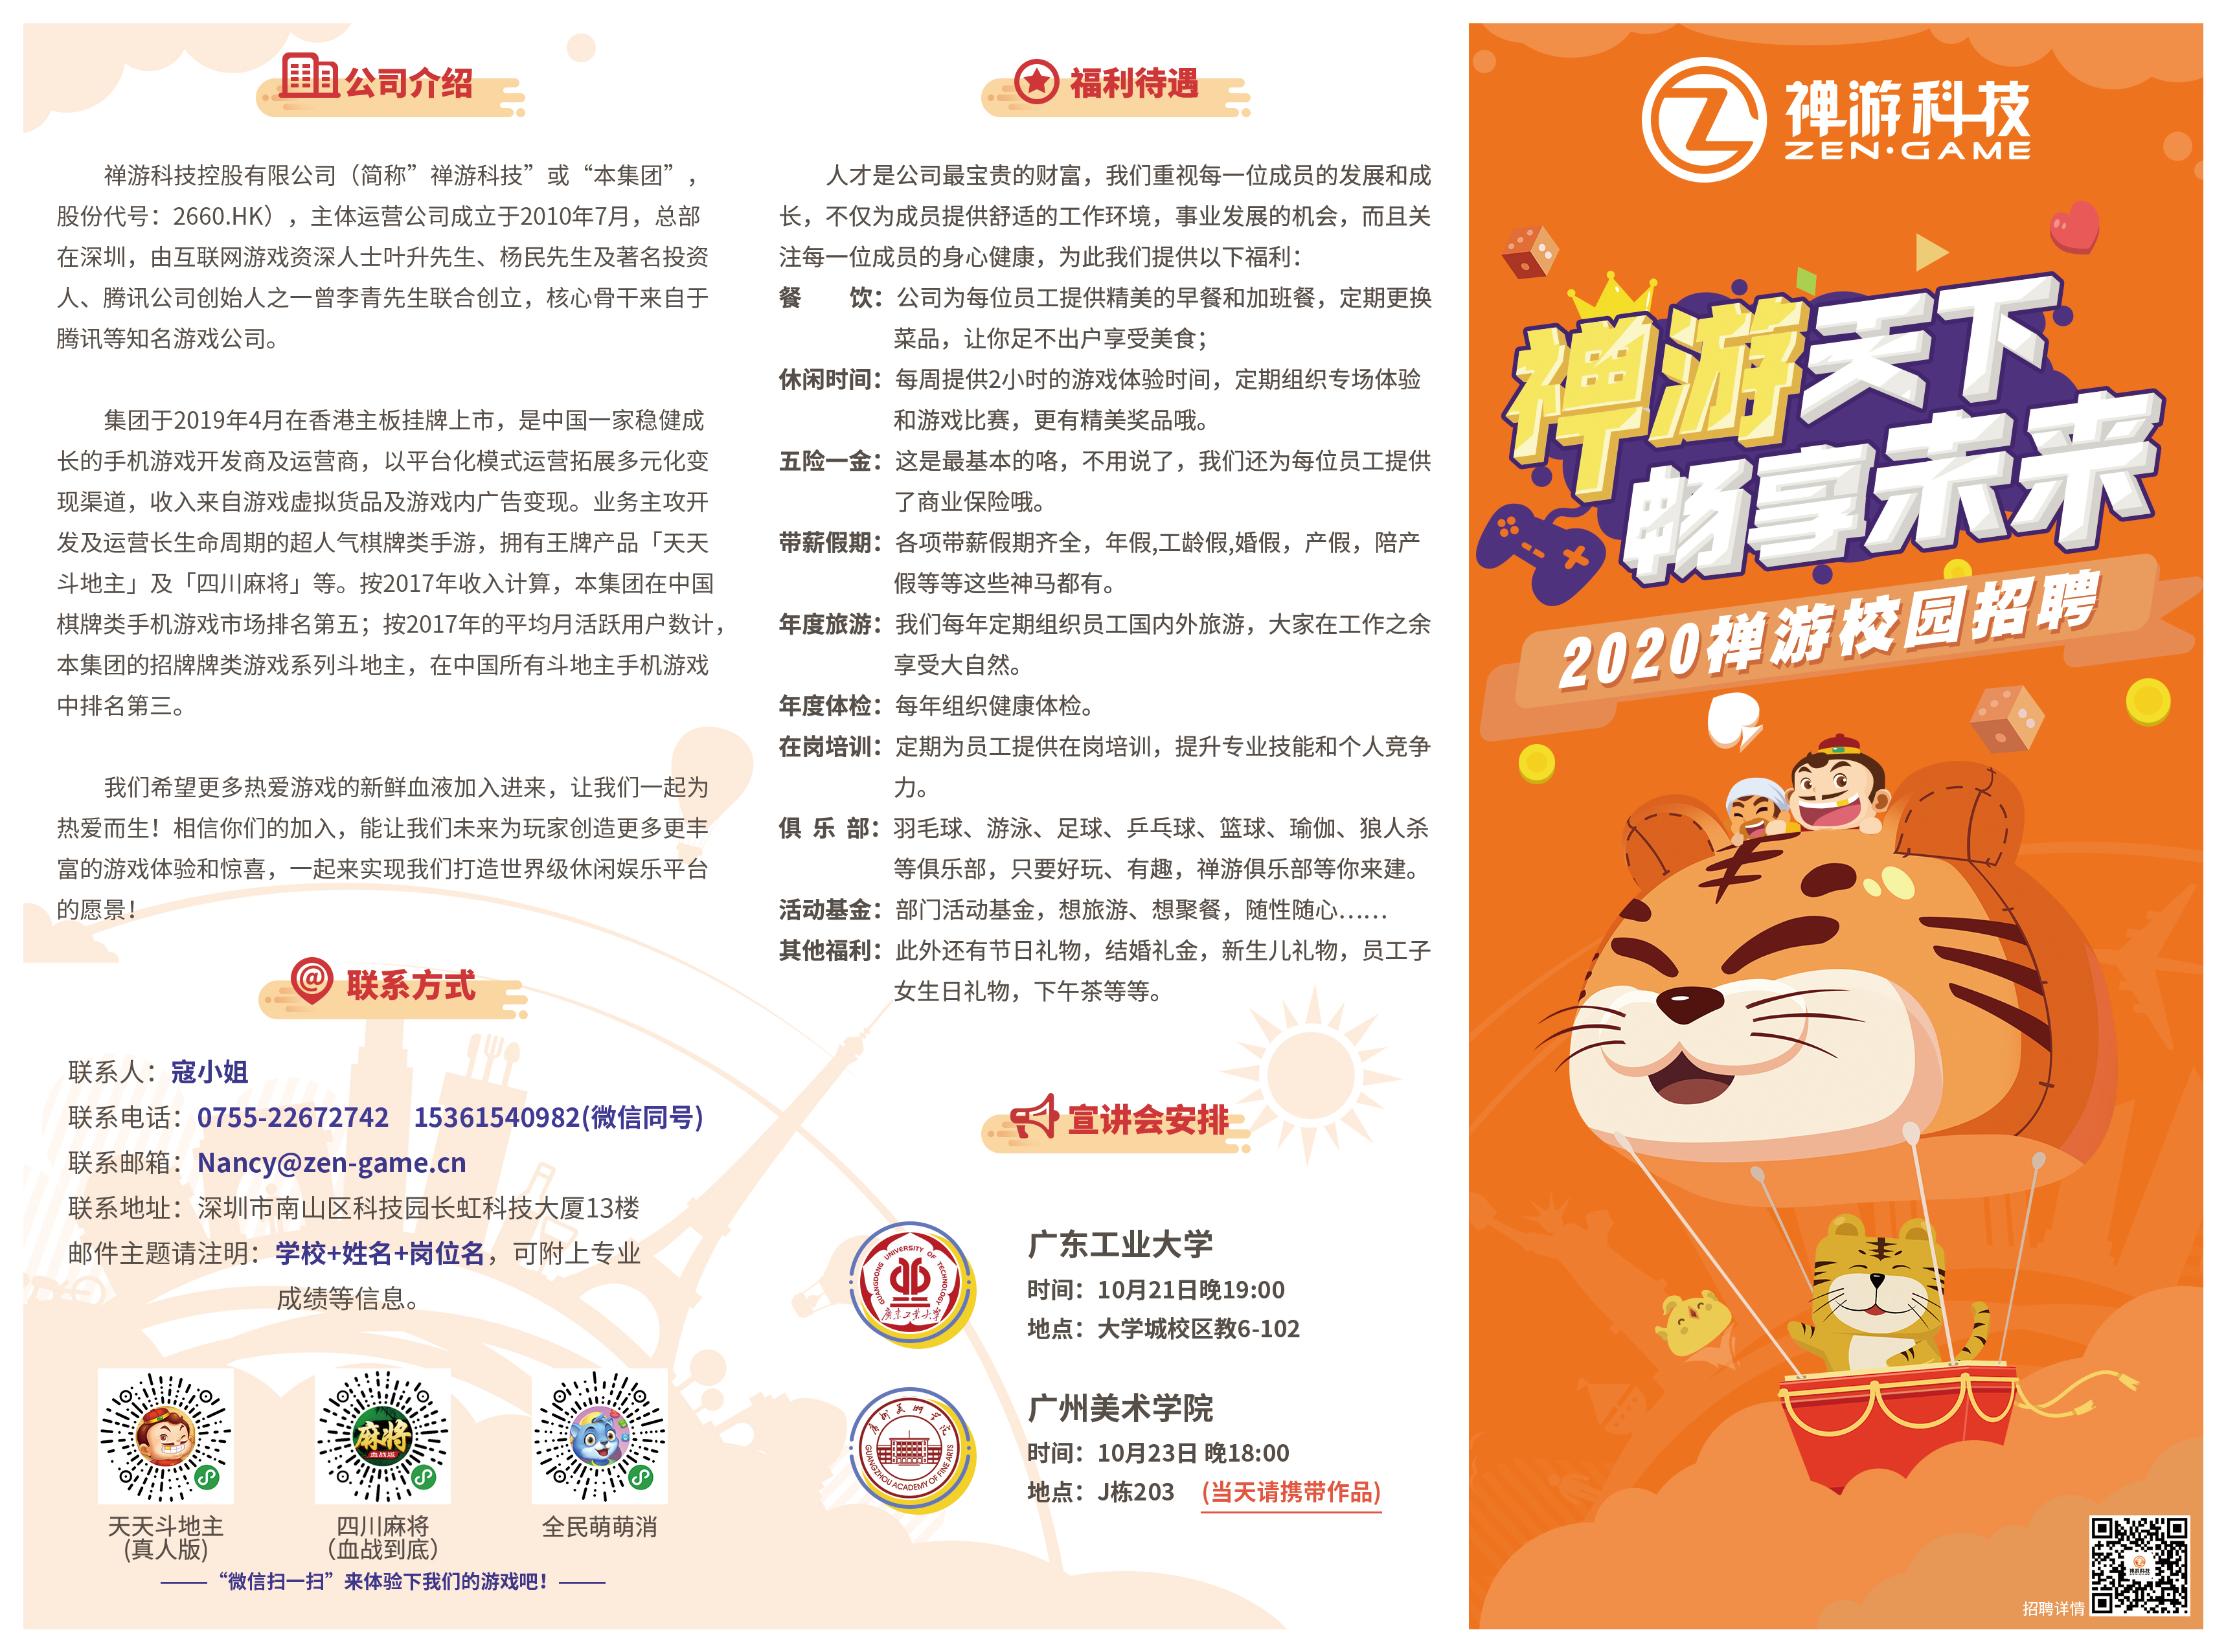 公司介绍
禅游科技控股有限公司（简称”禅游科技”或“本集团”，
股份代号：2660.HK），主体运营公司成立于2010年7月，总部
在深圳，由互联网游戏资深人士叶升先生、杨民先生及著名投资
人、腾讯公司创始人之一曾李青先生联合创立，核心骨干来自于
腾讯等知名游戏公司。
集团于2019年4月在香港主板挂牌上市，是中国一家稳健成
长的手机游戏开发商及运营商，以平台化模式运营拓展多元化变
现渠道，收入来自游戏虚拟货品及游戏内广告变现。业务主攻开
发及运营长生命周期的超人气棋牌类手游，拥有王牌产品「天天
斗地主」及「四川麻将」等。按2017年收入计算，本集团在中国
棋牌类手机游戏市场排名第五；按2017年的平均月活跃用户数计，
本集团的招牌牌类游戏系列斗地主，在中国所有斗地主手机游戏
中排名第三。
我们希望更多热爱游戏的新鲜血液加入进来，让我们一起为
热爱而生！相信你们的加入，能让我们未来为玩家创造更多更丰
富的游戏体验和惊喜，一起来实现我们打造世界级休闲娱乐平台
的愿景！
联系方式
联系人：寇小姐
联系电话：0755-22672742 15361540982(微信同号)
联系邮箱：Nancy@zen-game.cn
联系地址：深圳市南山区科技园长虹科技大厦13楼
邮件主题请注明：学校+姓名+岗位名，可附上专业
成绩等信息。
麻将
天天斗地主
(真人版)
四川麻将
（血战到底）
全民萌萌消
“微信扫一扫”来体验下我们的游戏吧！
福利待遇
人才是公司最宝贵的财富，我们重视每一位成员的发展和成
长，不仅为成员提供舒适的工作环境，事业发展的机会，而且关
注每一位成员的身心健康，为此我们提供以下福利：
餐 饮：公司为每位员工提供精美的早餐和加班餐，定期更换
菜品，让你足不出户享受美食；
休闲时间：每周提供2小时的游戏体验时间，定期组织专场体验
和游戏比赛，更有精美奖品哦。
五险一金：这是最基本的咯，不用说了，我们还为每位员工提供
了商业保险哦。
带薪假期：各项带薪假期齐全，年假,工龄假,婚假，产假，陪产
假等等这些神马都有。
年度旅游：我们每年定期组织员工国内外旅游，大家在工作之余
享受大自然。
年度体检：每年组织健康体检。
在岗培训：定期为员工提供在岗培训，提升专业技能和个人竞争
力。
俱 乐 部：羽毛球、游泳、足球、乒乓球、篮球、瑜伽、狼人杀
等俱乐部，只要好玩、有趣，禅游俱乐部等你来建。
活动基金：部门活动基金，想旅游、想聚餐，随性随心……
其他福利：此外还有节日礼物，结婚礼金，新生儿礼物，员工子
女生日礼物，下午茶等等。
宣讲会安排
GUANGDONG UNIVERSITY OF TECHNOLOGY
广东工业大学
时间：10月21日晚19:00
地点：大学城校区教6-102
GUANGZHOU ACADEMY OF FINE ARTS
广州美术学院
时间：10月23日 晚18:00
地点：J栋203 (当天请携带作品)
禅游科技
ZEN·GAME
禅游天下
畅享未来
2020禅游校园招聘
招聘详情